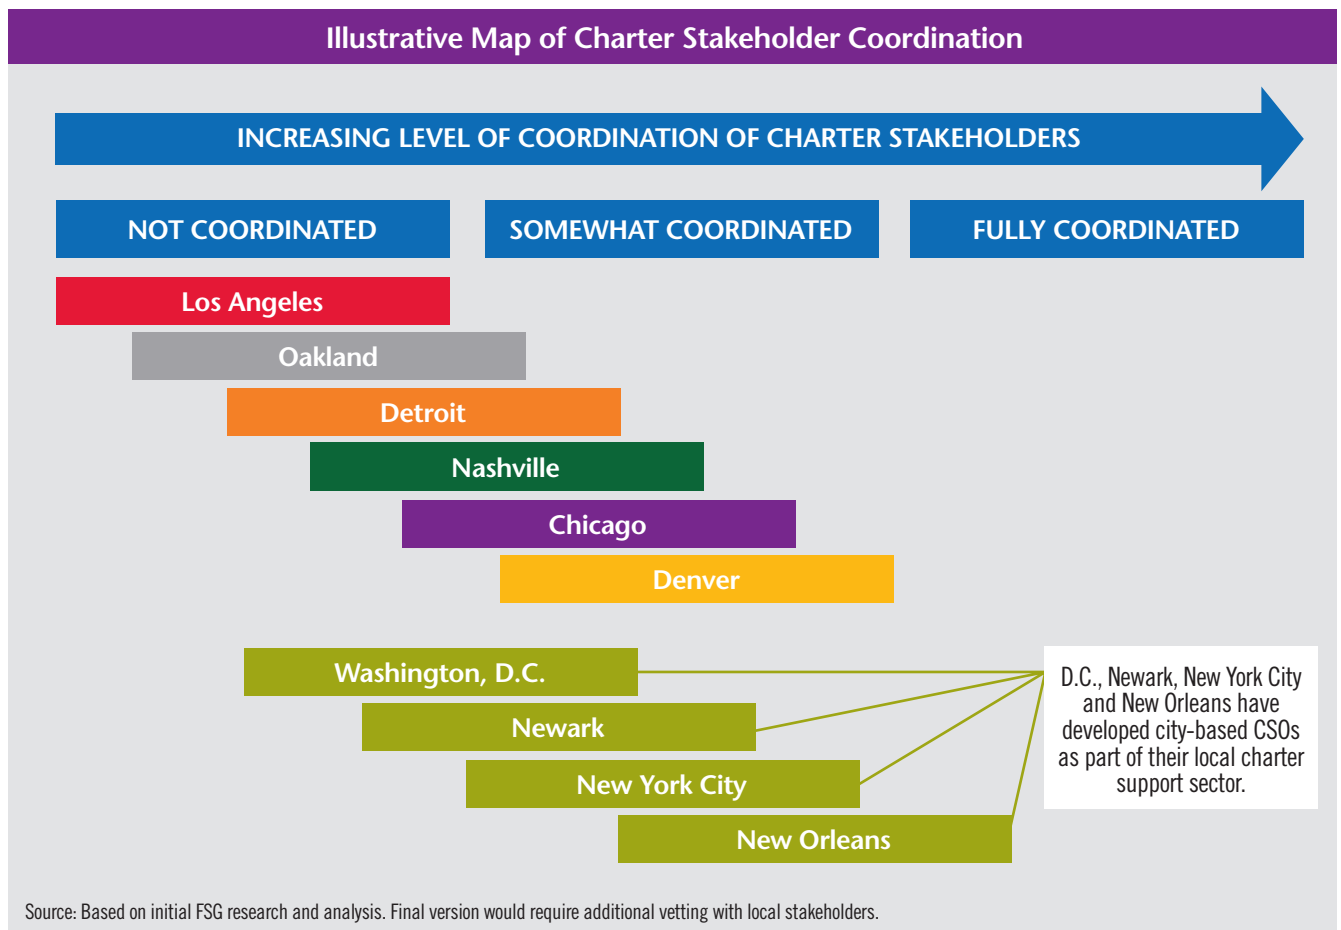 Illustrative Map of Charter Stakeholder Coordination
INCREASING LEVEL OF COORDINATION OF CHARTER STAKEHOLDERS
NOT COORDINATED
SOMEWHAT COORDINATED
FULLY COORDINATED
Los Angeles
Oakland
Detroit
Nashville
Chicago
Denver
Washington, D.C.
Newark
New York City
New Orleans
D.C., Newark, New York City
and New Orleans have
developed city-based CSOs
as part of their local charter
support sector.
Source: Based on initial FSG research and analysis. Final version would require additional vetting with local stakeholders.